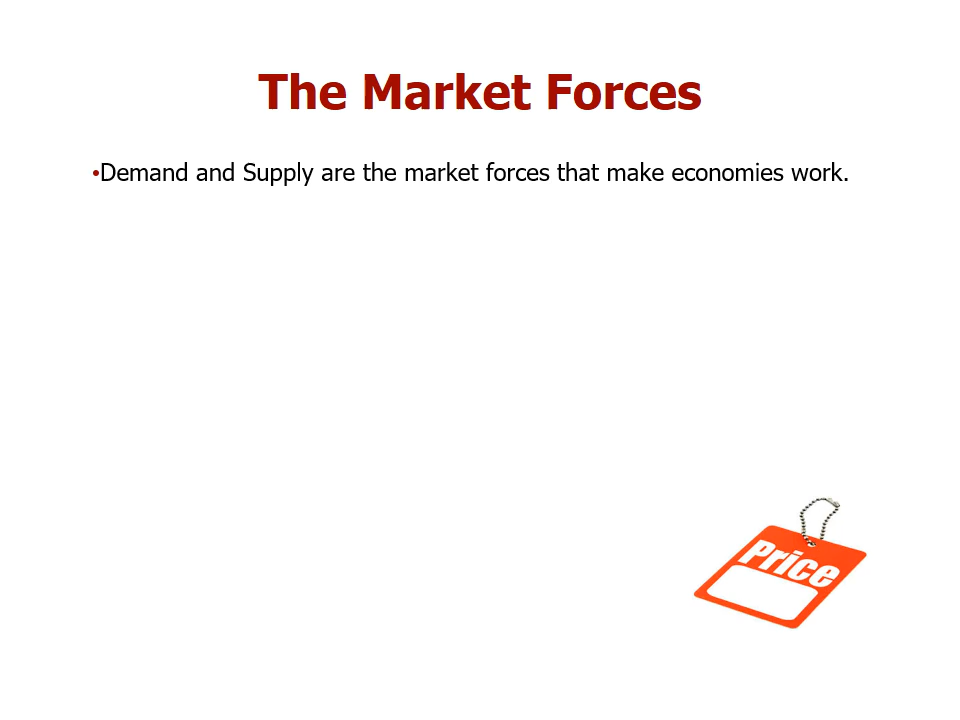 The Market Forces
•Demand and Supply are the market forces that make economies work.
Price